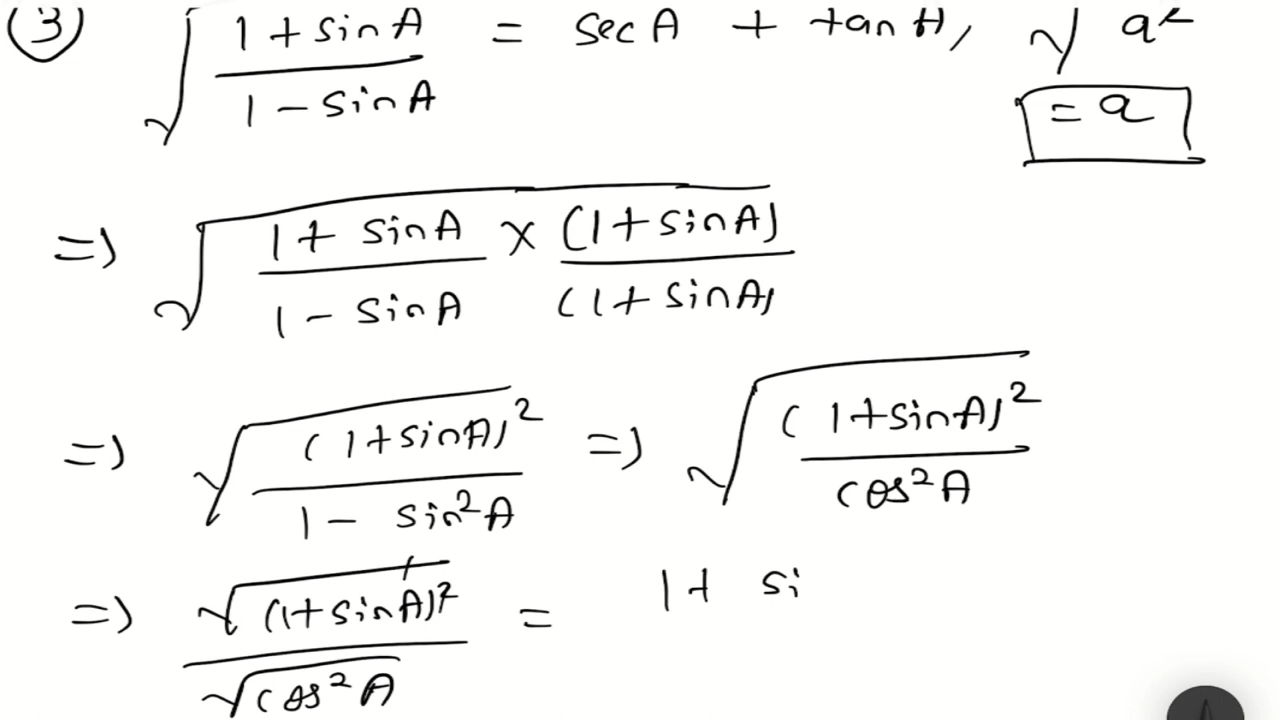 ③ √((1 + sinA)/(1 - sinA)) = secA + tanA, √a²
= a
=) √((1 + sinA)/(1 - sinA) × (1 + sinA)/(1 + sinA))
=) √((1 + sinA)²/(1 - sin²A)) =) √((1 + sinA)²/cos²A)
=) √(1 + sinA)²/√cos²A = 1 + si